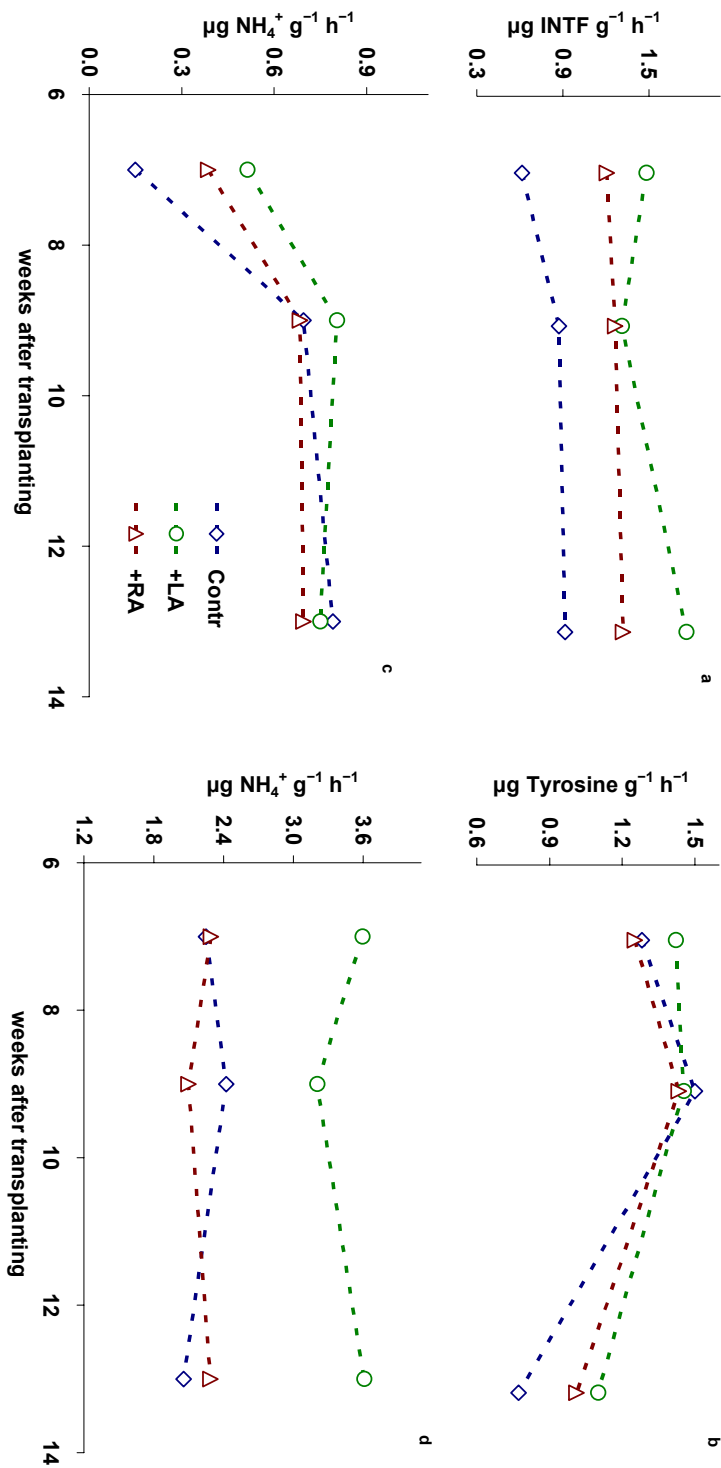 µg INTF g⁻¹ h⁻¹
1.5
0.9
0.3
a
µg Tyrosine g⁻¹ h⁻¹
1.5
1.2
0.9
0.6
b
µg NH₄⁺ g⁻¹ h⁻¹
0.9
0.6
0.3
0.0
c
Contr
+LA
+RA
6 8 10 12 14
weeks after transplanting
µg NH₄⁺ g⁻¹ h⁻¹
3.6
3.0
2.4
1.8
1.2
d
6 8 10 12 14
weeks after transplanting